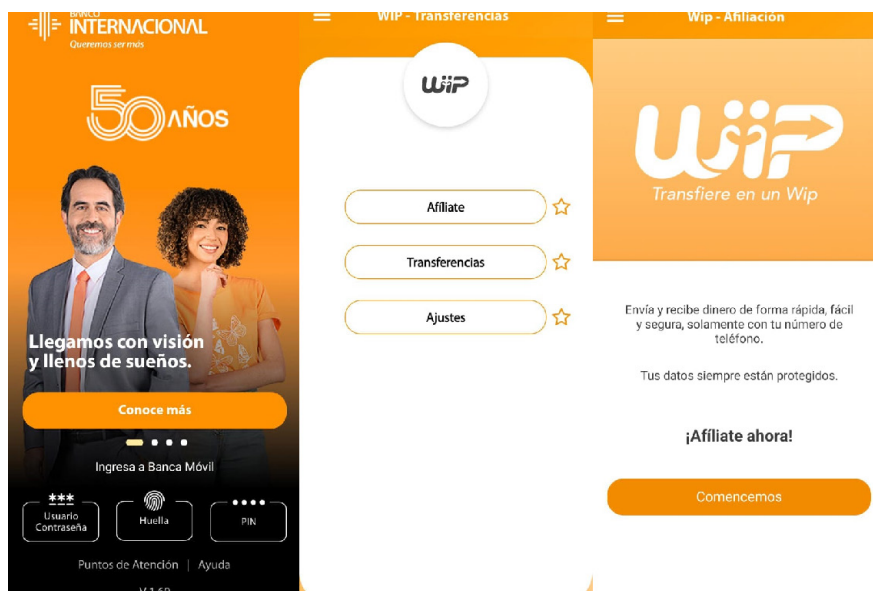 BANCO
INTERNACIONAL
Queremos ser más
50 AÑOS
Llegamos con visión
y llenos de sueños.
Conoce más
Ingresa a Banca Móvil
***
Usuario
Contraseña
Huella
PIN
Puntos de Atención | Ayuda
WIP - Transferencias
wiP
Afíliate
Transferencias
Ajustes
Wip - Afiliación
wiP
Transfiere en un Wip
Envía y recibe dinero de forma rápida, fácil
y segura, solamente con tu número de
teléfono.
Tus datos siempre están protegidos.
¡Afíliate ahora!
Comencemos